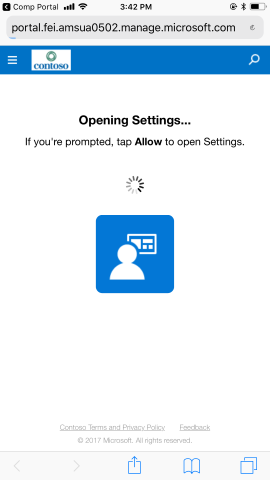 Comp Portal 3:42 PM
portal.fei.amsua0502.manage.microsoft.com
contoso
Opening Settings...
If you're prompted, tap Allow to open Settings.
Contoso Terms and Privacy Policy Feedback
© 2017 Microsoft. All rights reserved.